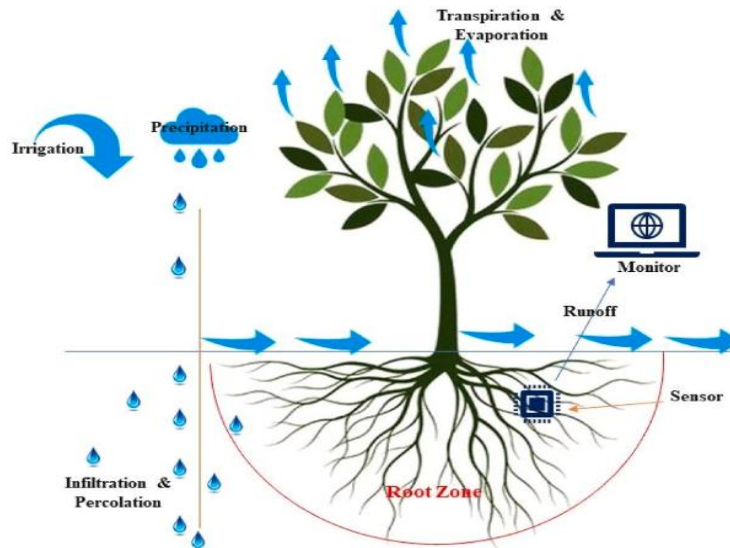 Transpiration &
Evaporation
Precipitation
Irrigation
Monitor
Runoff
Sensor
Infiltration &
Percolation
Root Zone